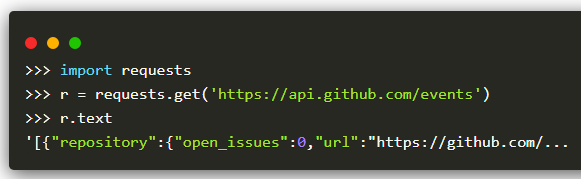 >>> import requests
>>> r = requests.get('https://api.github.com/events')
>>> r.text
'[{"repository":{"open_issues":0,"url":"https://github.com/...